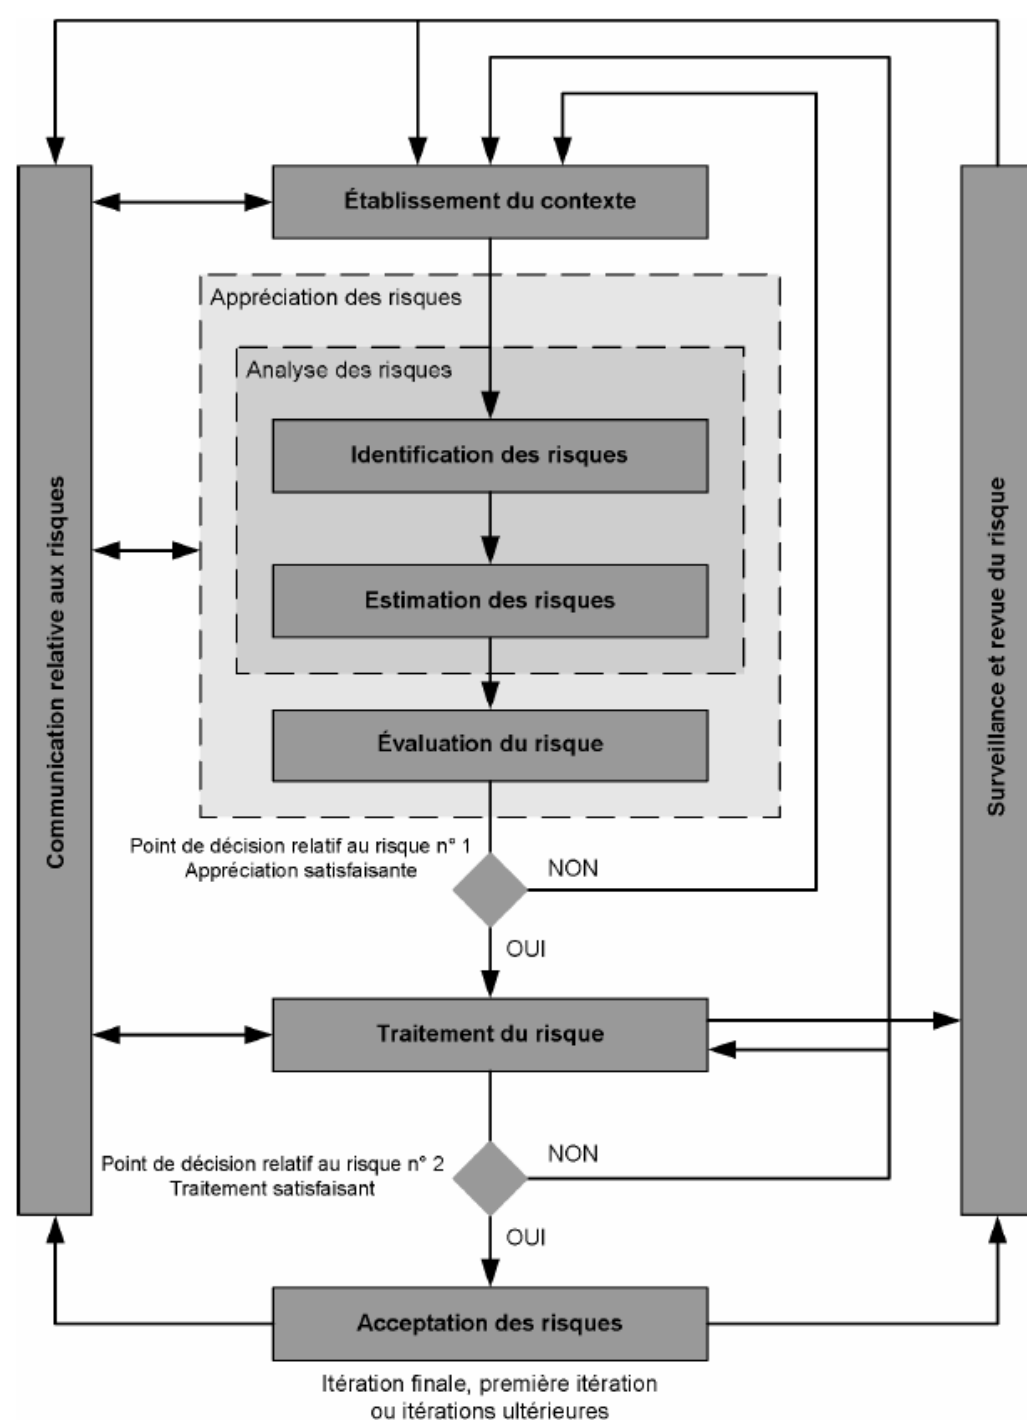 Établissement du contexte
Appréciation des risques
Analyse des risques
Identification des risques
Estimation des risques
Évaluation du risque
Communication relative aux risques
Surveillance et revue du risque
Point de décision relatif au risque n° 1
Appréciation satisfaisante
NON
OUI
Traitement du risque
Point de décision relatif au risque n° 2
Traitement satisfaisant
NON
OUI
Acceptation des risques
Itération finale, première itération
ou itérations ultérieures